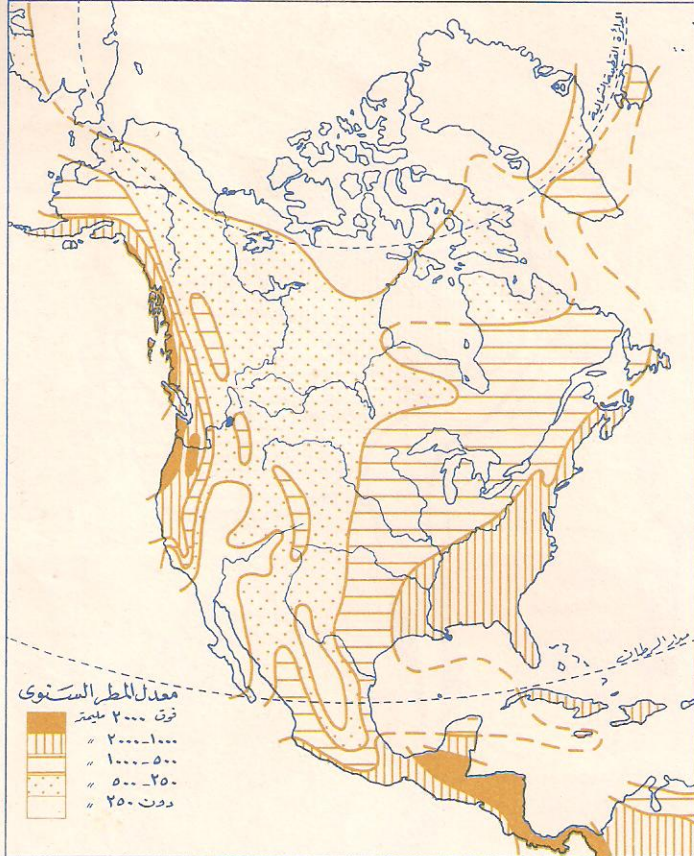 الدائرة القطبية الشمالية
مدار السرطان
معدل المطر السنوى
فوق ٢٠٠٠ مليمتر
١٠٠٠-٢٠٠٠ "
٥٠٠-١٠٠٠ "
٢٥٠-٥٠٠ "
دون ٢٥٠ "